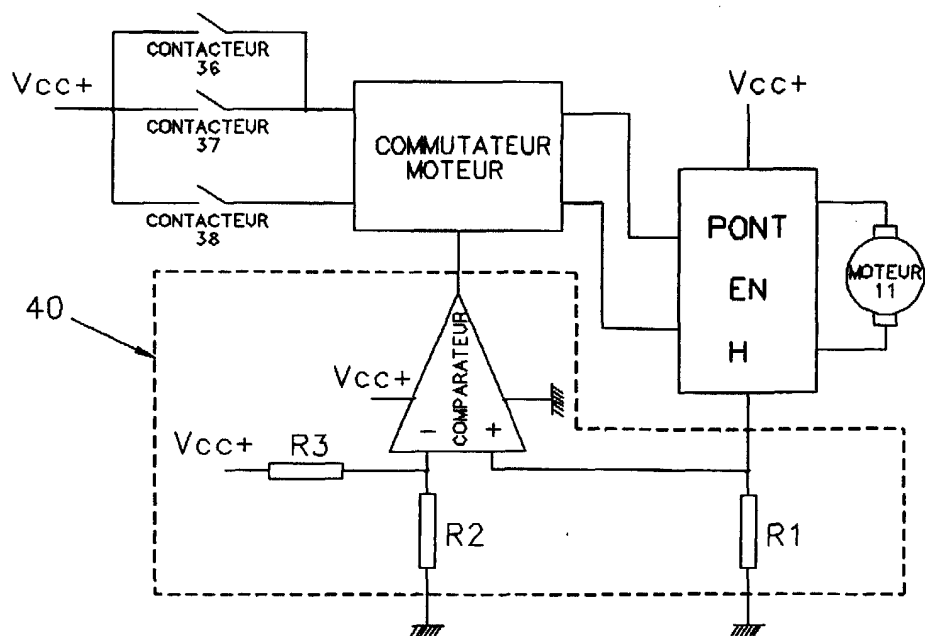 CONTACTEUR
36
Vcc+
CONTACTEUR
37
CONTACTEUR
38
COMMUTATEUR
MOTEUR
Vcc+
PONT
EN
H
MOTEUR
11
40
COMPARATEUR
Vcc+
- +
Vcc+
R3
R2
R1